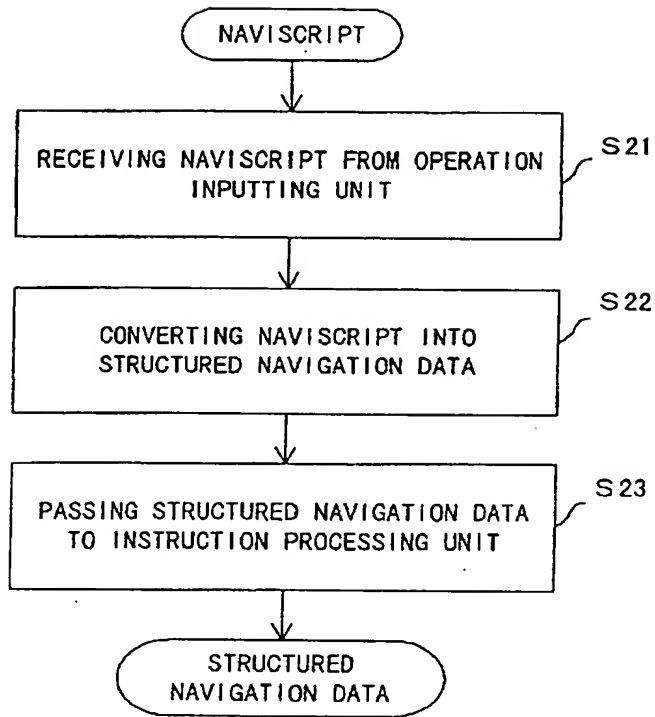 NAVISCRIPT
RECEIVING NAVISCRIPT FROM OPERATION
INPUTTING UNIT
S21
CONVERTING NAVISCRIPT INTO
STRUCTURED NAVIGATION DATA
S22
PASSING STRUCTURED NAVIGATION DATA
TO INSTRUCTION PROCESSING UNIT
S23
STRUCTURED
NAVIGATION DATA